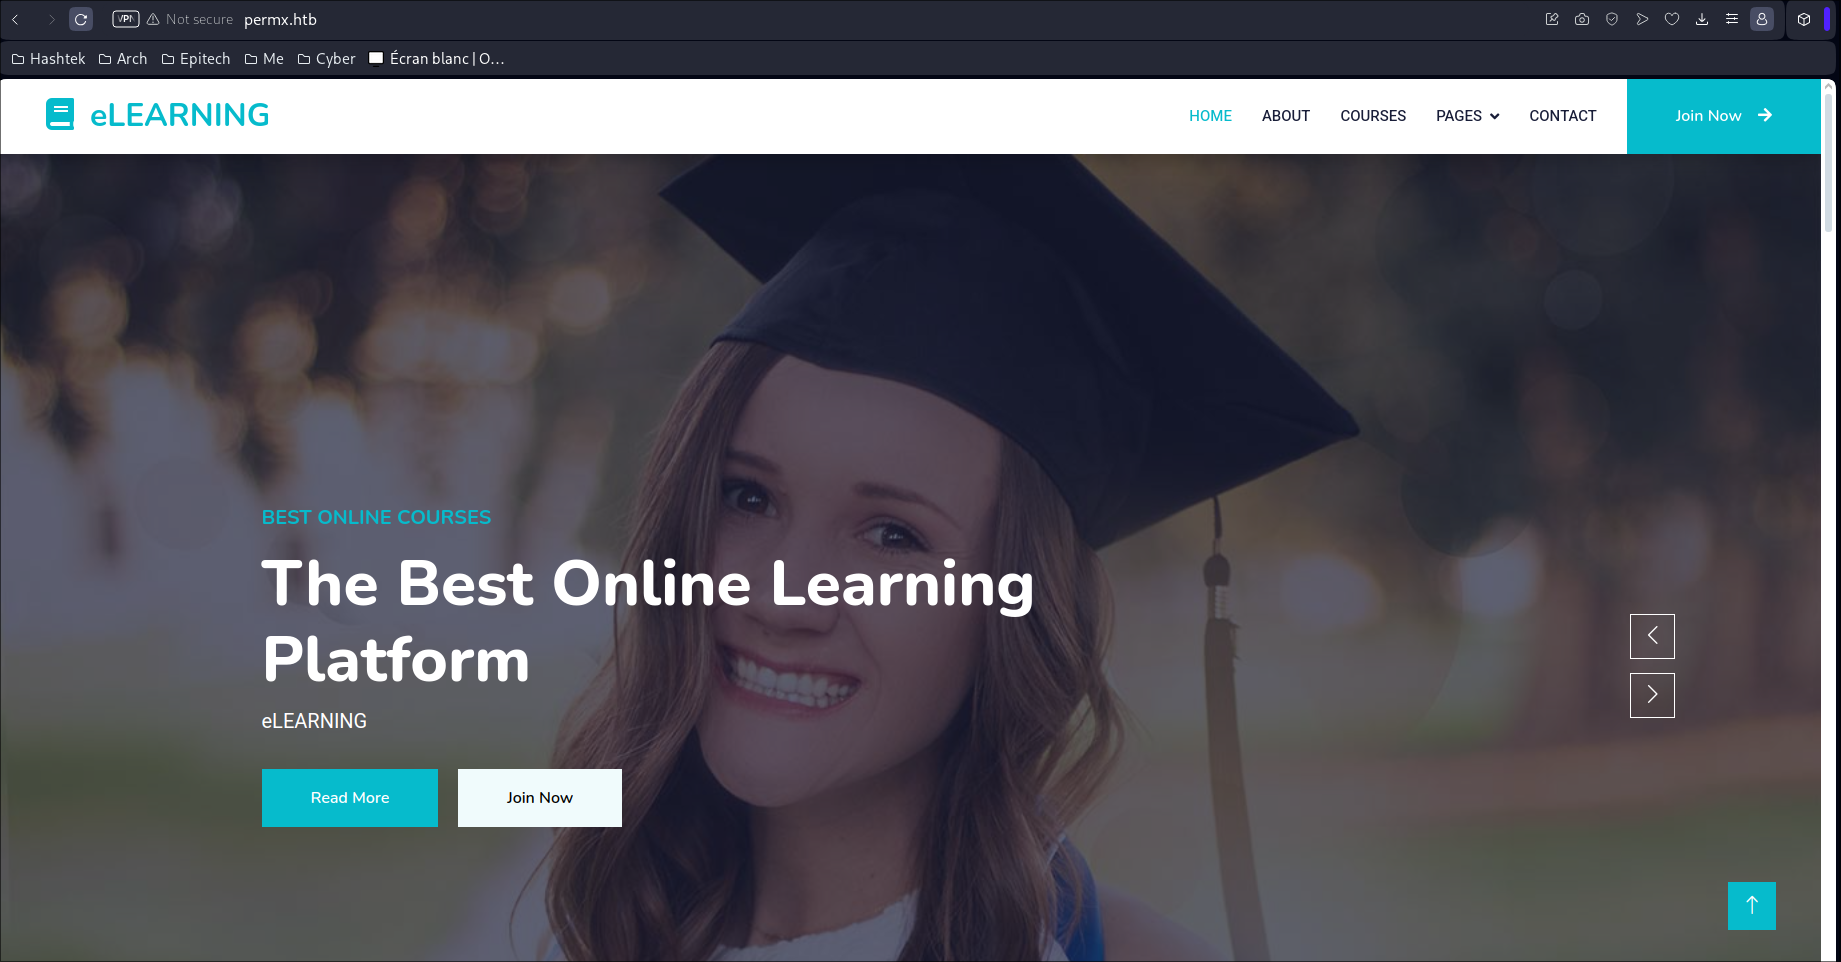 VPN Not secure permx.htb
Hashtek Arch Epitech Me Cyber Écran blanc | O…
eLEARNING HOME ABOUT COURSES PAGES CONTACT Join Now
BEST ONLINE COURSES
The Best Online Learning
Platform
eLEARNING
Read More Join Now